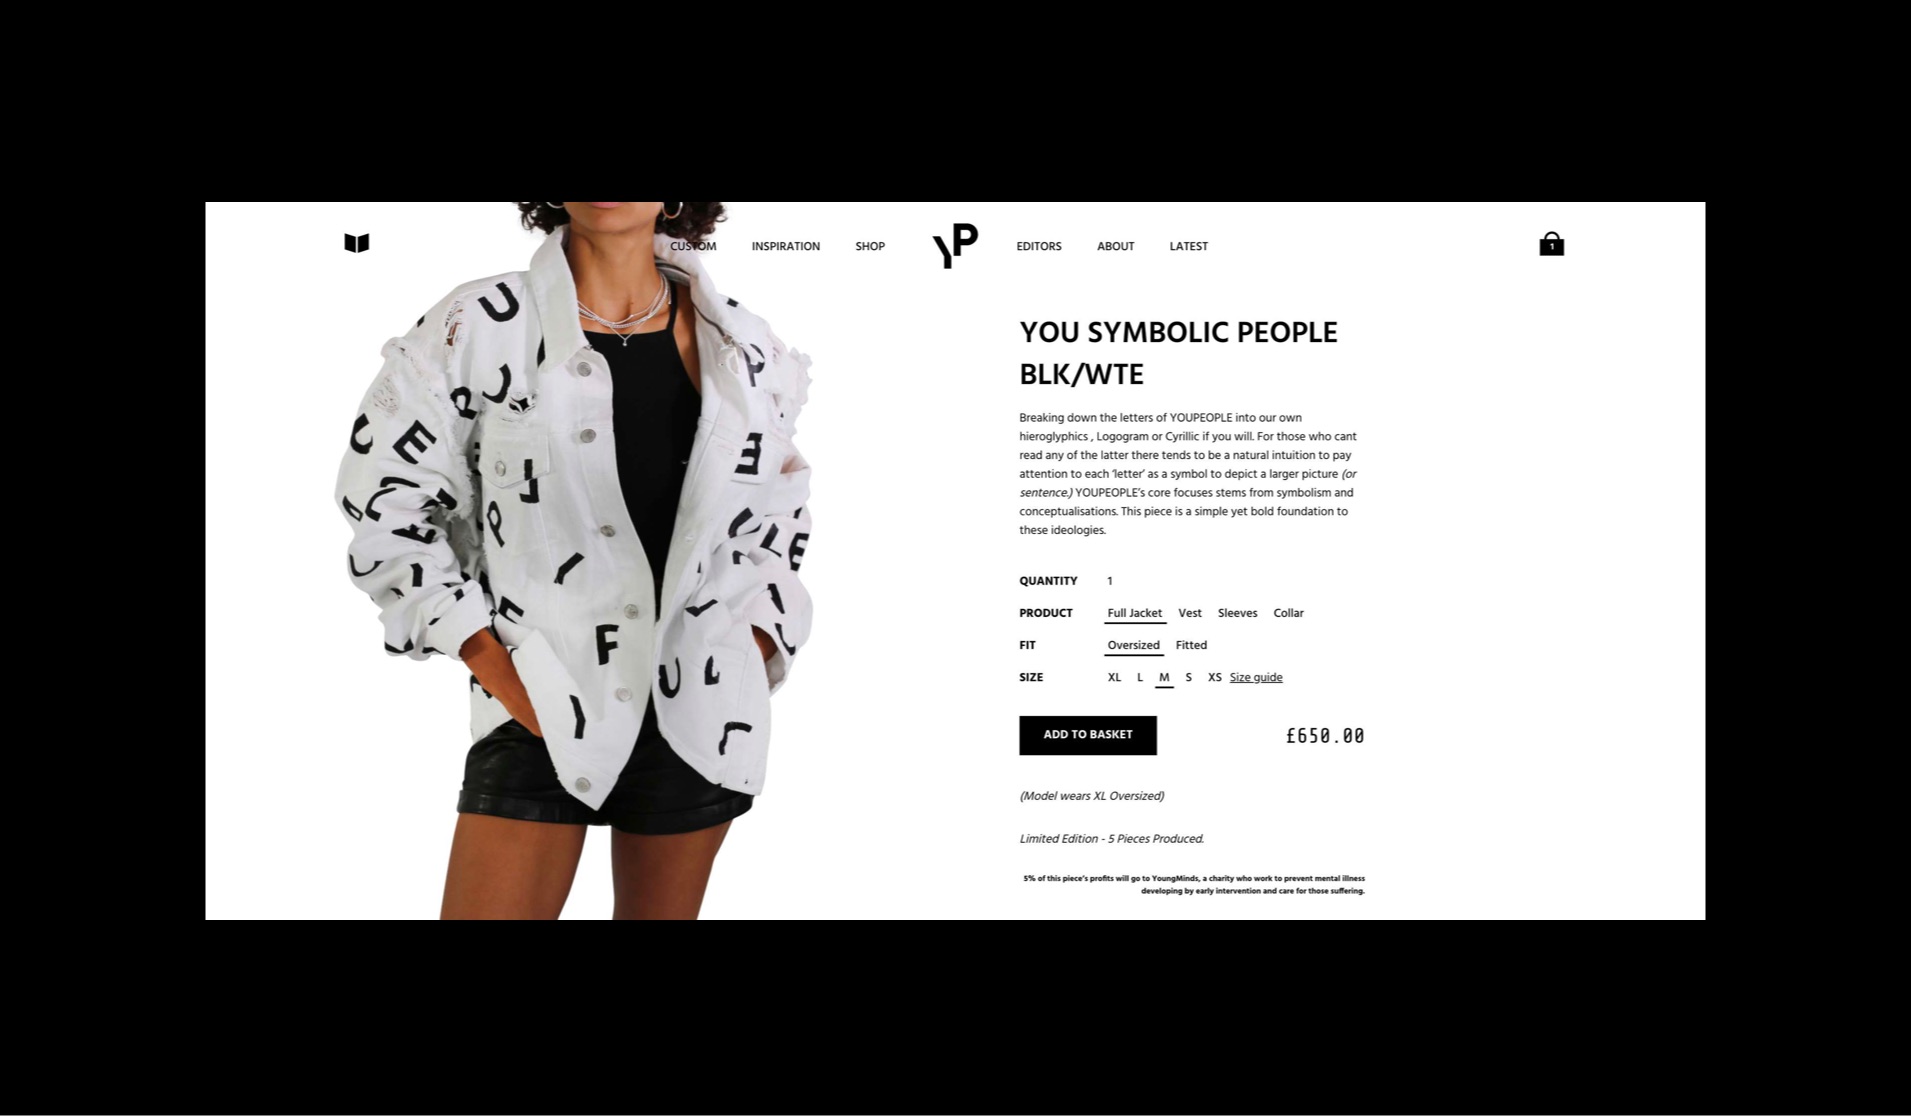 CUSTOM INSPIRATION SHOP YP EDITORS ABOUT LATEST 1
YOU SYMBOLIC PEOPLE
BLK/WTE
Breaking down the letters of YOUPEOPLE into our own
hieroglyphics , Logogram or Cyrillic if you will. For those who cant
read any of the latter there tends to be a natural intuition to pay
attention to each ‘letter’ as a symbol to depict a larger picture (or
sentence.) YOUPEOPLE’s core focuses stems from symbolism and
conceptualisations. This piece is a simple yet bold foundation to
these ideologies.
QUANTITY 1
PRODUCT Full Jacket Vest Sleeves Collar
FIT Oversized Fitted
SIZE XL L M S XS Size guide
ADD TO BASKET £650.00
(Model wears XL Oversized)
Limited Edition - 5 Pieces Produced.
5% of this piece’s profits will go to YoungMinds, a charity who work to prevent mental illness
developing by early intervention and care for those suffering.